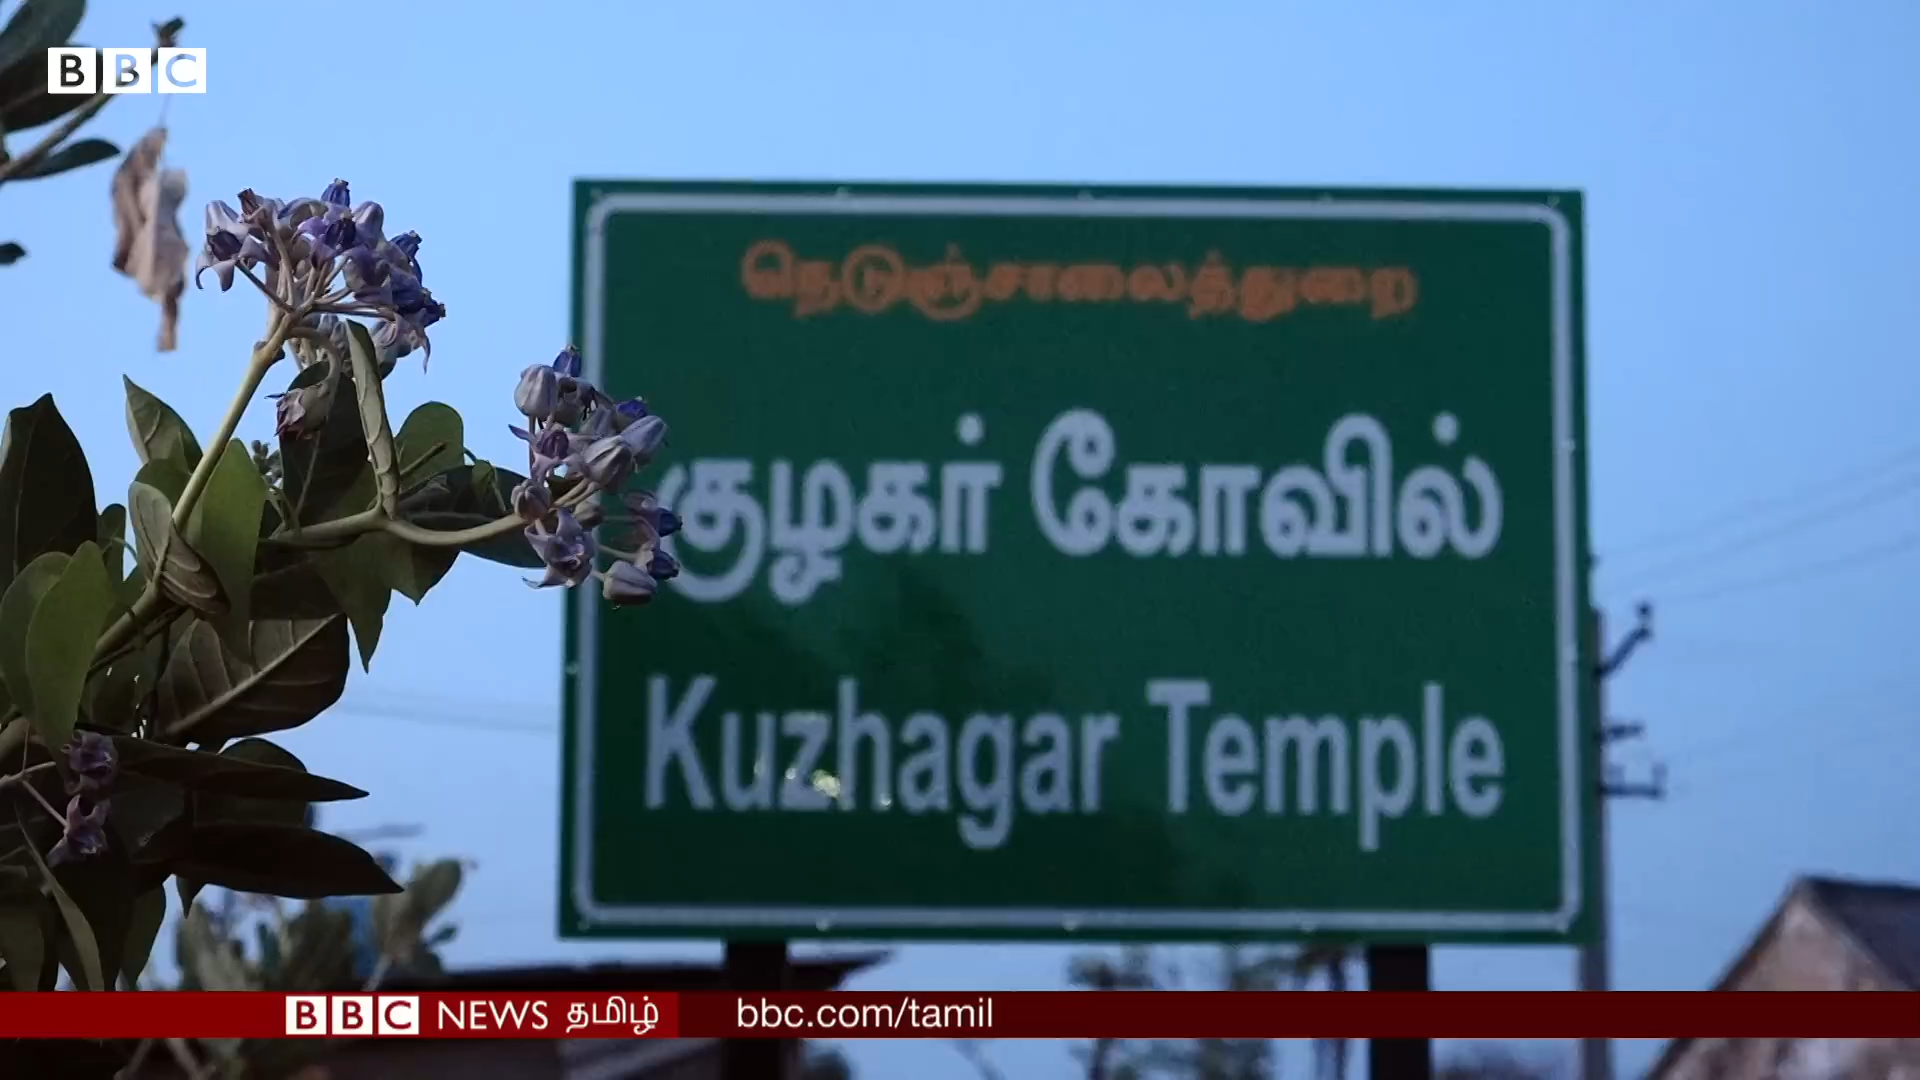 BBC
நெடுஞ்சாலைத்துறை
குழகர் கோவில்
Kuzhagar Temple
BBC NEWS தமிழ் bbc.com/tamil